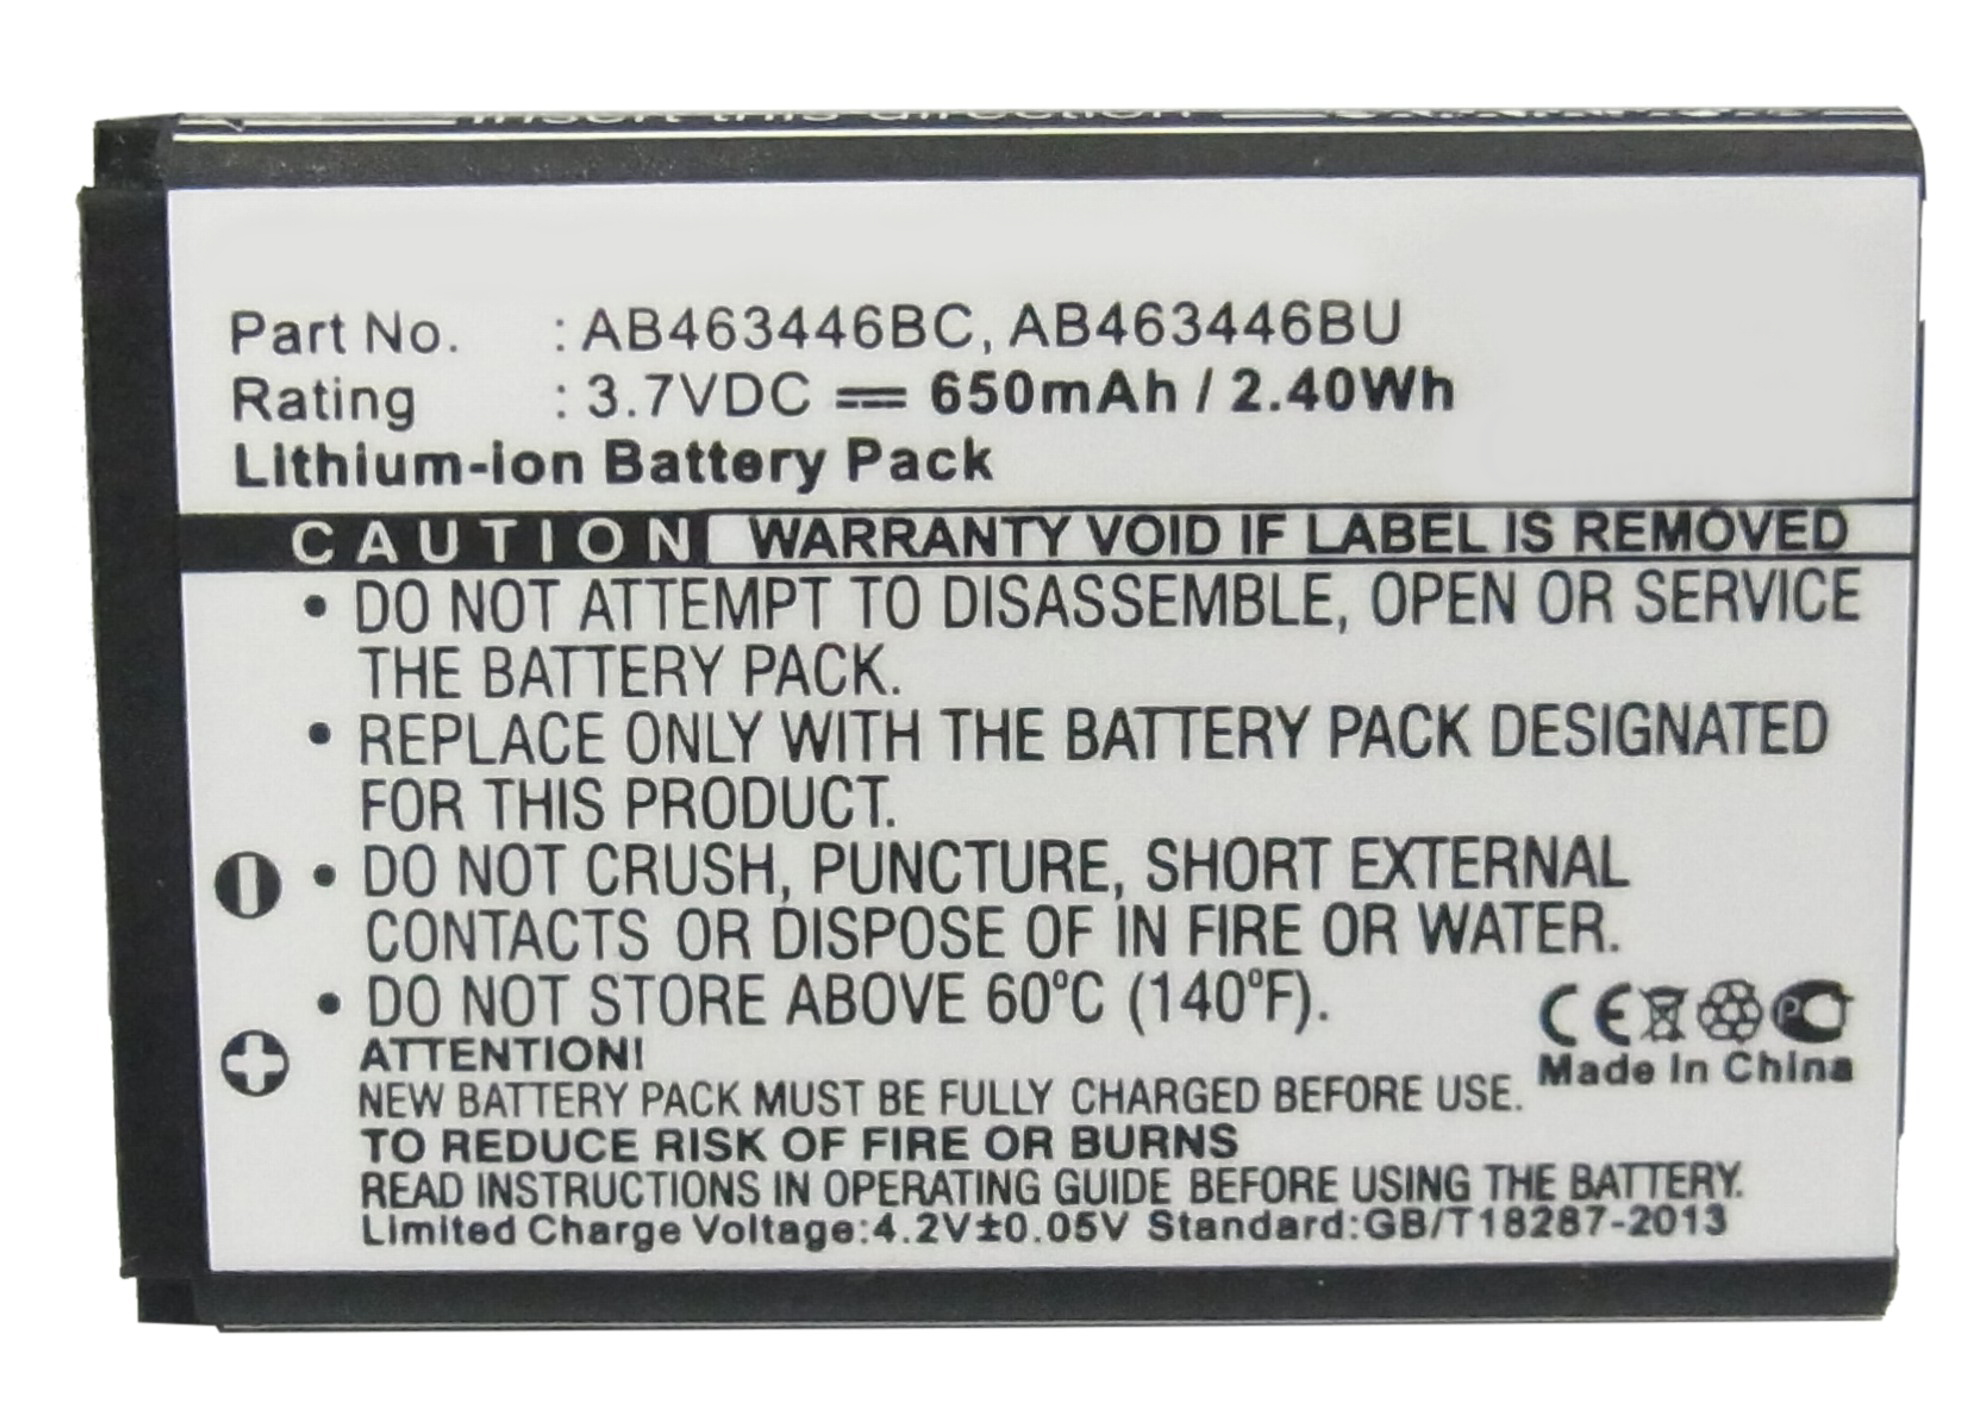 Insert this direction
Part No. : AB463446BC, AB463446BU
Rating : 3.7VDC 650mAh / 2.40Wh
Lithium-ion Battery Pack
CAUTION WARRANTY VOID IF LABEL IS REMOVED
• DO NOT ATTEMPT TO DISASSEMBLE, OPEN OR SERVICE
THE BATTERY PACK.
• REPLACE ONLY WITH THE BATTERY PACK DESIGNATED
FOR THIS PRODUCT.
• DO NOT CRUSH, PUNCTURE, SHORT EXTERNAL
CONTACTS OR DISPOSE OF IN FIRE OR WATER.
• DO NOT STORE ABOVE 60°C (140°F).
CE
Made In China
ATTENTION!
NEW BATTERY PACK MUST BE FULLY CHARGED BEFORE USE.
TO REDUCE RISK OF FIRE OR BURNS
READ INSTRUCTIONS IN OPERATING GUIDE BEFORE USING THE BATTERY.
Limited Charge Voltage:4.2V±0.05V Standard:GB/T18287-2013